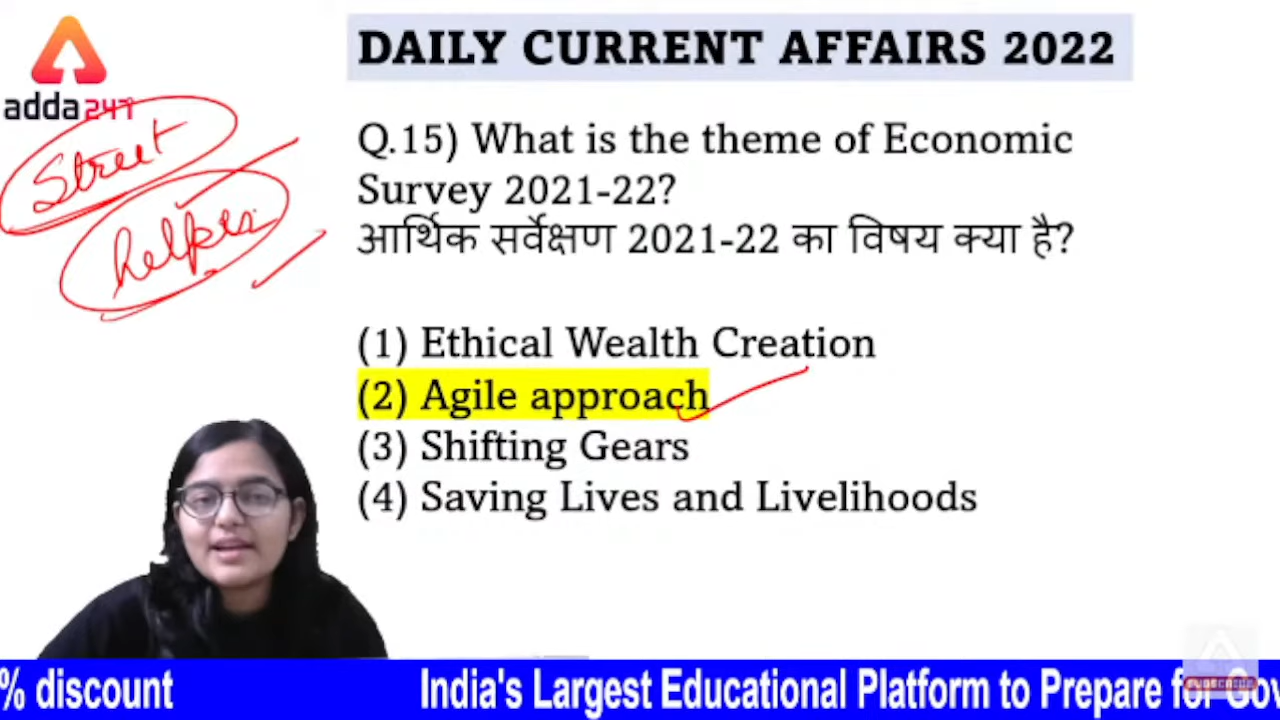 DAILY CURRENT AFFAIRS 2022
adda247
Street
helper
Q.15) What is the theme of Economic
Survey 2021-22?
आर्थिक सर्वेक्षण 2021-22 का विषय क्या है?
(1) Ethical Wealth Creation
(2) Agile approach
(3) Shifting Gears
(4) Saving Lives and Livelihoods
SUBSCRIBE
% discount India's Largest Educational Platform to Prepare for Gov